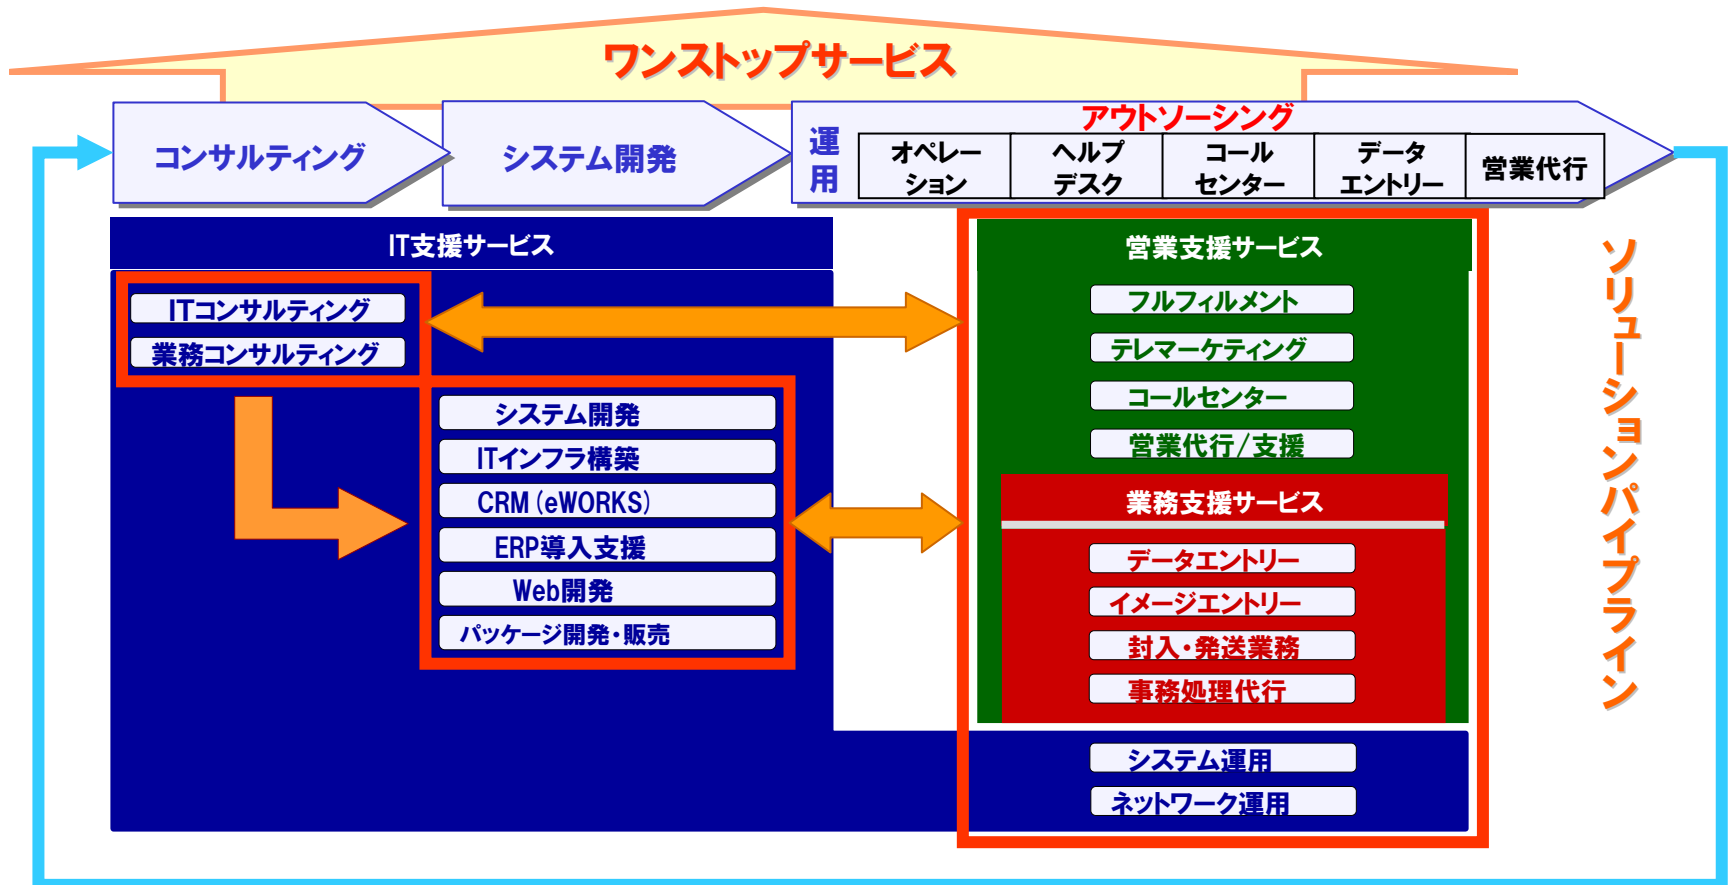 ワンストップサービス
コンサルティング
システム開発
アウトソーシング
運
用
オペレー
ション
ヘルプ
デスク
コール
センター
データ
エントリー
営業代行
IT支援サービス
ITコンサルティング
業務コンサルティング
システム開発
ITインフラ構築
CRM(eWORKS)
ERP導入支援
Web開発
パッケージ開発・販売
営業支援サービス
フルフィルメント
テレマーケティング
コールセンター
営業代行/支援
業務支援サービス
データエントリー
イメージエントリー
封入・発送業務
事務処理代行
システム運用
ネットワーク運用
ソリューションパイプライン